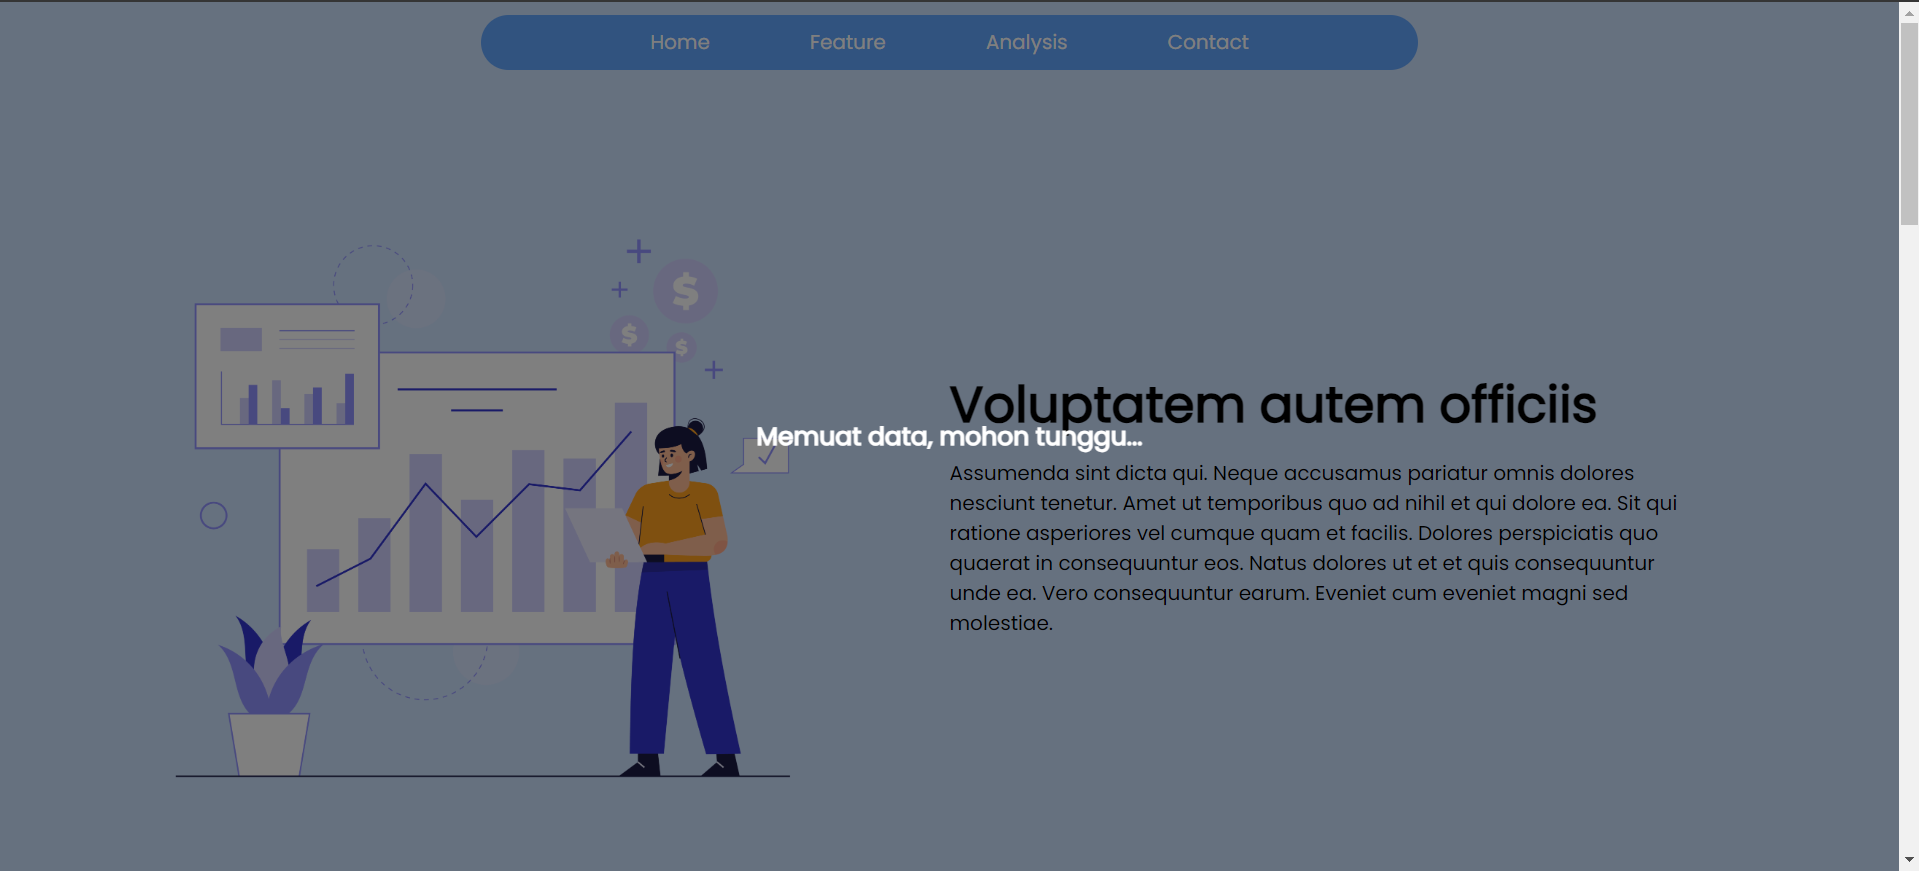 Home Feature Analysis Contact
$
$
$
Voluptatem autem officiis
Memuat data, mohon tunggu...
Assumenda sint dicta qui. Neque accusamus pariatur omnis dolores
nesciunt tenetur. Amet ut temporibus quo ad nihil et qui dolore ea. Sit qui
ratione asperiores vel cumque quam et facilis. Dolores perspiciatis quo
quaerat in consequuntur eos. Natus dolores ut et et quis consequuntur
unde ea. Vero consequuntur earum. Eveniet cum eveniet magni sed
molestiae.